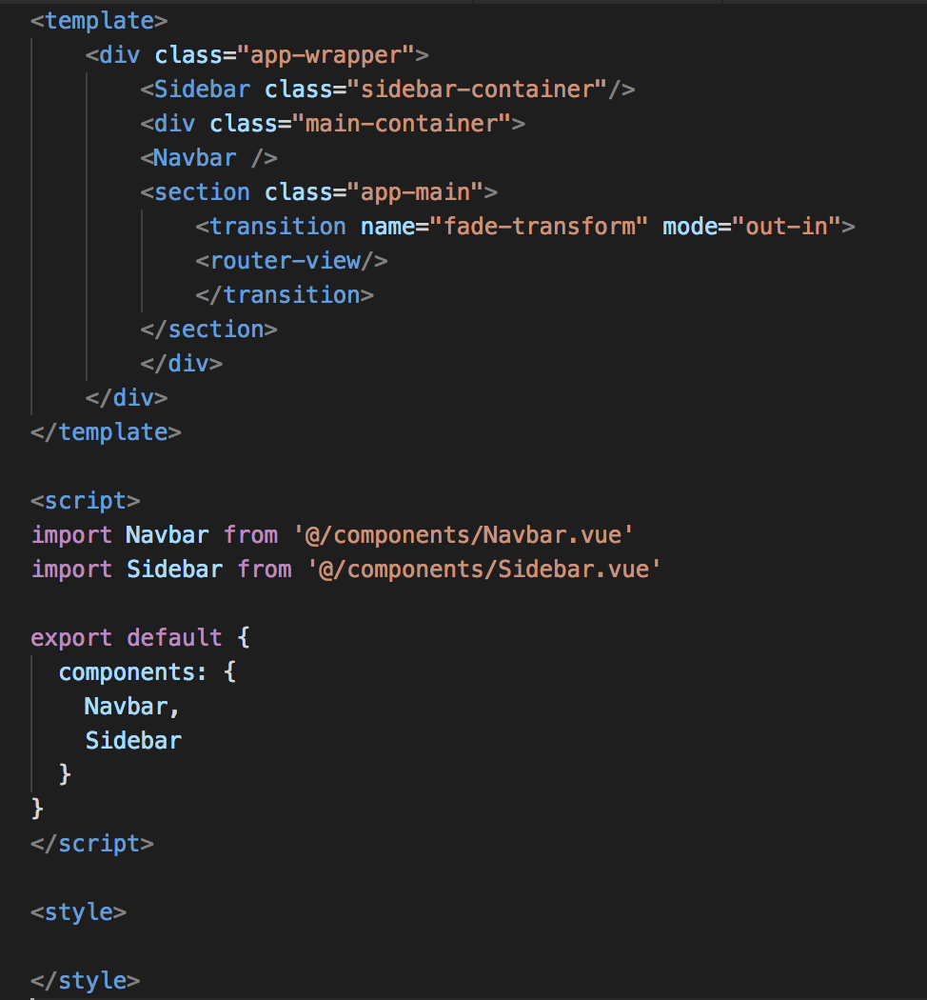 <template>
    <div class="app-wrapper">
        <Sidebar class="sidebar-container"/>
        <div class="main-container">
        <Navbar />
        <section class="app-main">
            <transition name="fade-transform" mode="out-in">
            <router-view/>
            </transition>
        </section>
        </div>
    </div>
</template>

<script>
import Navbar from '@/components/Navbar.vue'
import Sidebar from '@/components/Sidebar.vue'

export default {
  components: {
    Navbar,
    Sidebar
  }
}
</script>

<style>

</style>